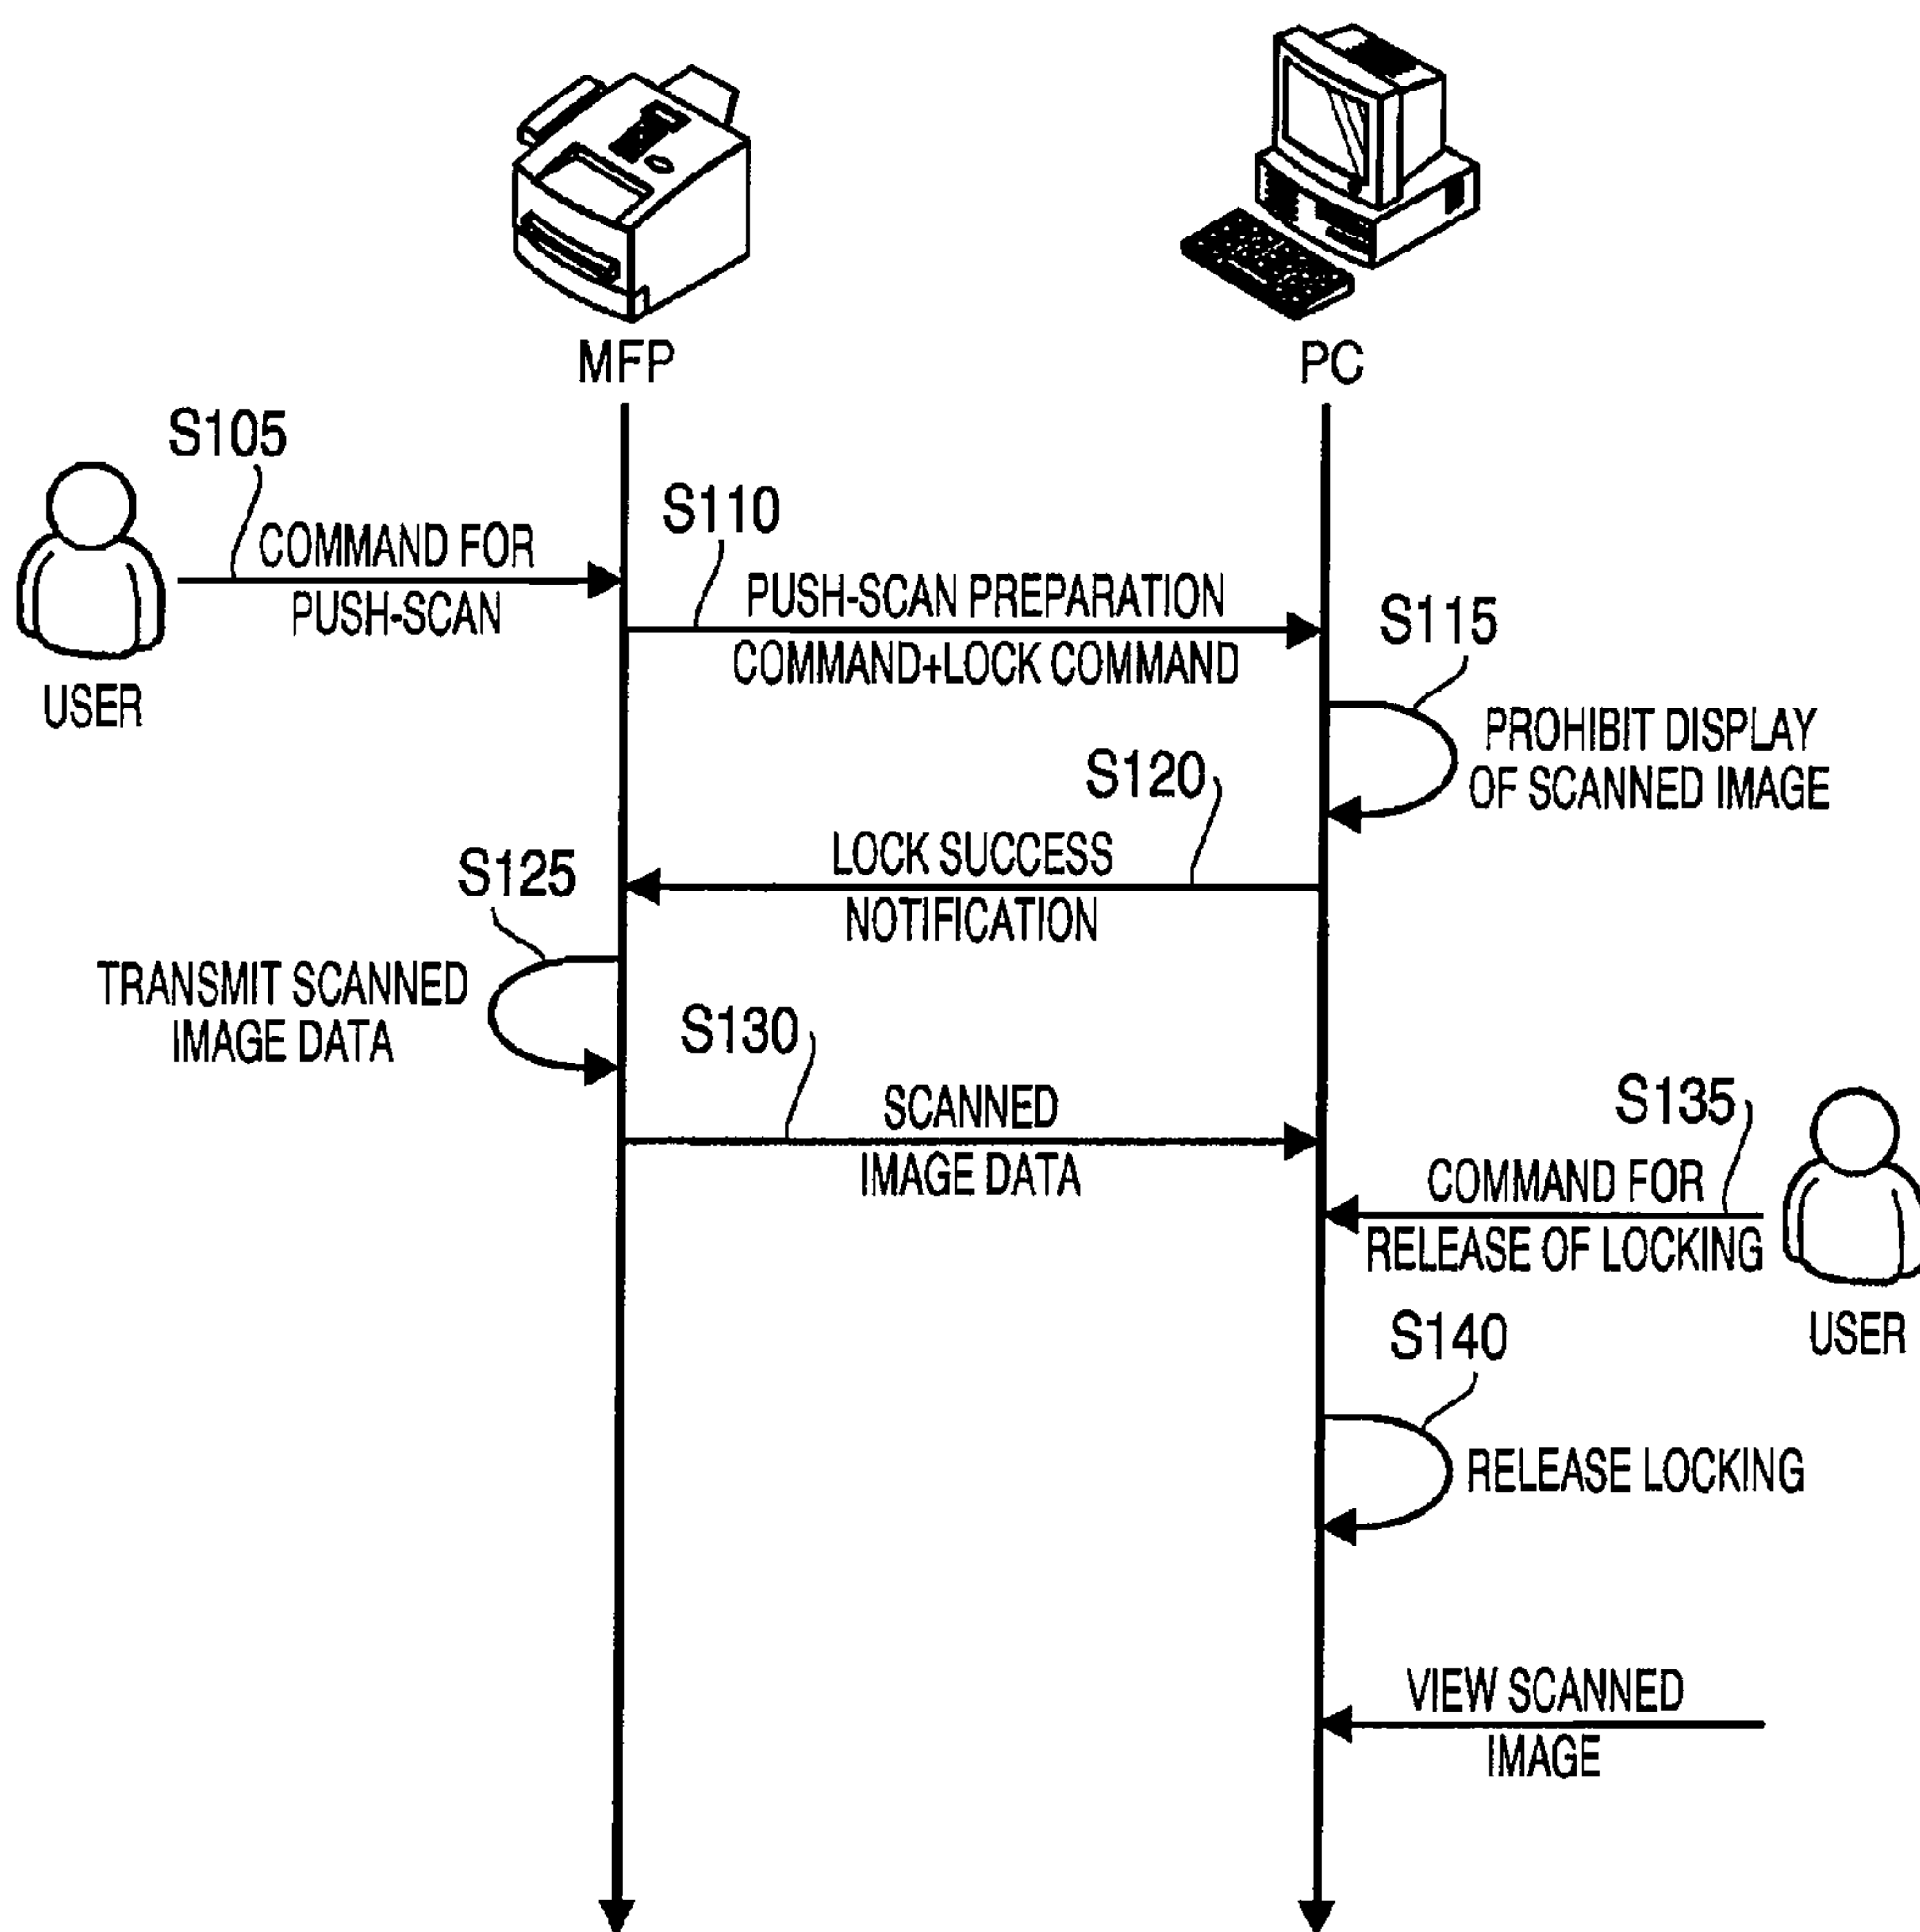 MFP
PC
S105
COMMAND FOR
PUSH-SCAN
USER
S110
PUSH-SCAN PREPARATION
COMMAND+LOCK COMMAND
S115
PROHIBIT DISPLAY
OF SCANNED IMAGE
S120
LOCK SUCCESS
NOTIFICATION
S125
TRANSMIT SCANNED
IMAGE DATA
S130
SCANNED
IMAGE DATA
S135
COMMAND FOR
RELEASE OF LOCKING
USER
S140
RELEASE LOCKING
VIEW SCANNED
IMAGE